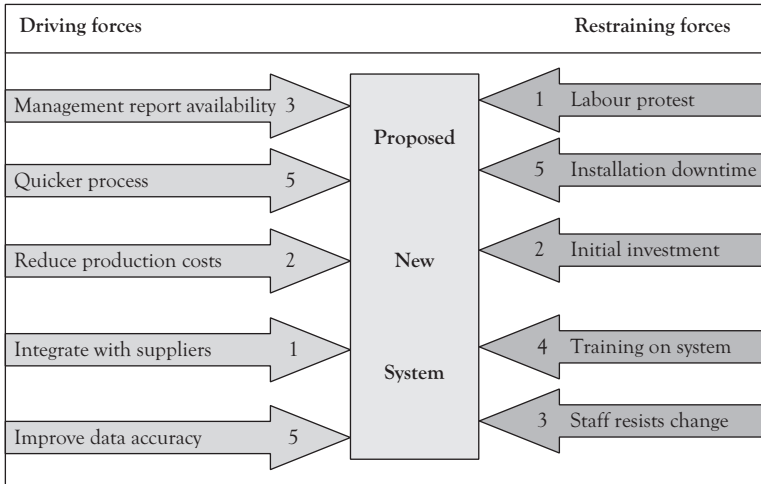 Driving forces
Restraining forces
Management report availability 3
Proposed
1 Labour protest
Quicker process 5
5 Installation downtime
Reduce production costs 2
New
2 Initial investment
Integrate with suppliers 1
System
4 Training on system
Improve data accuracy 5
3 Staff resists change